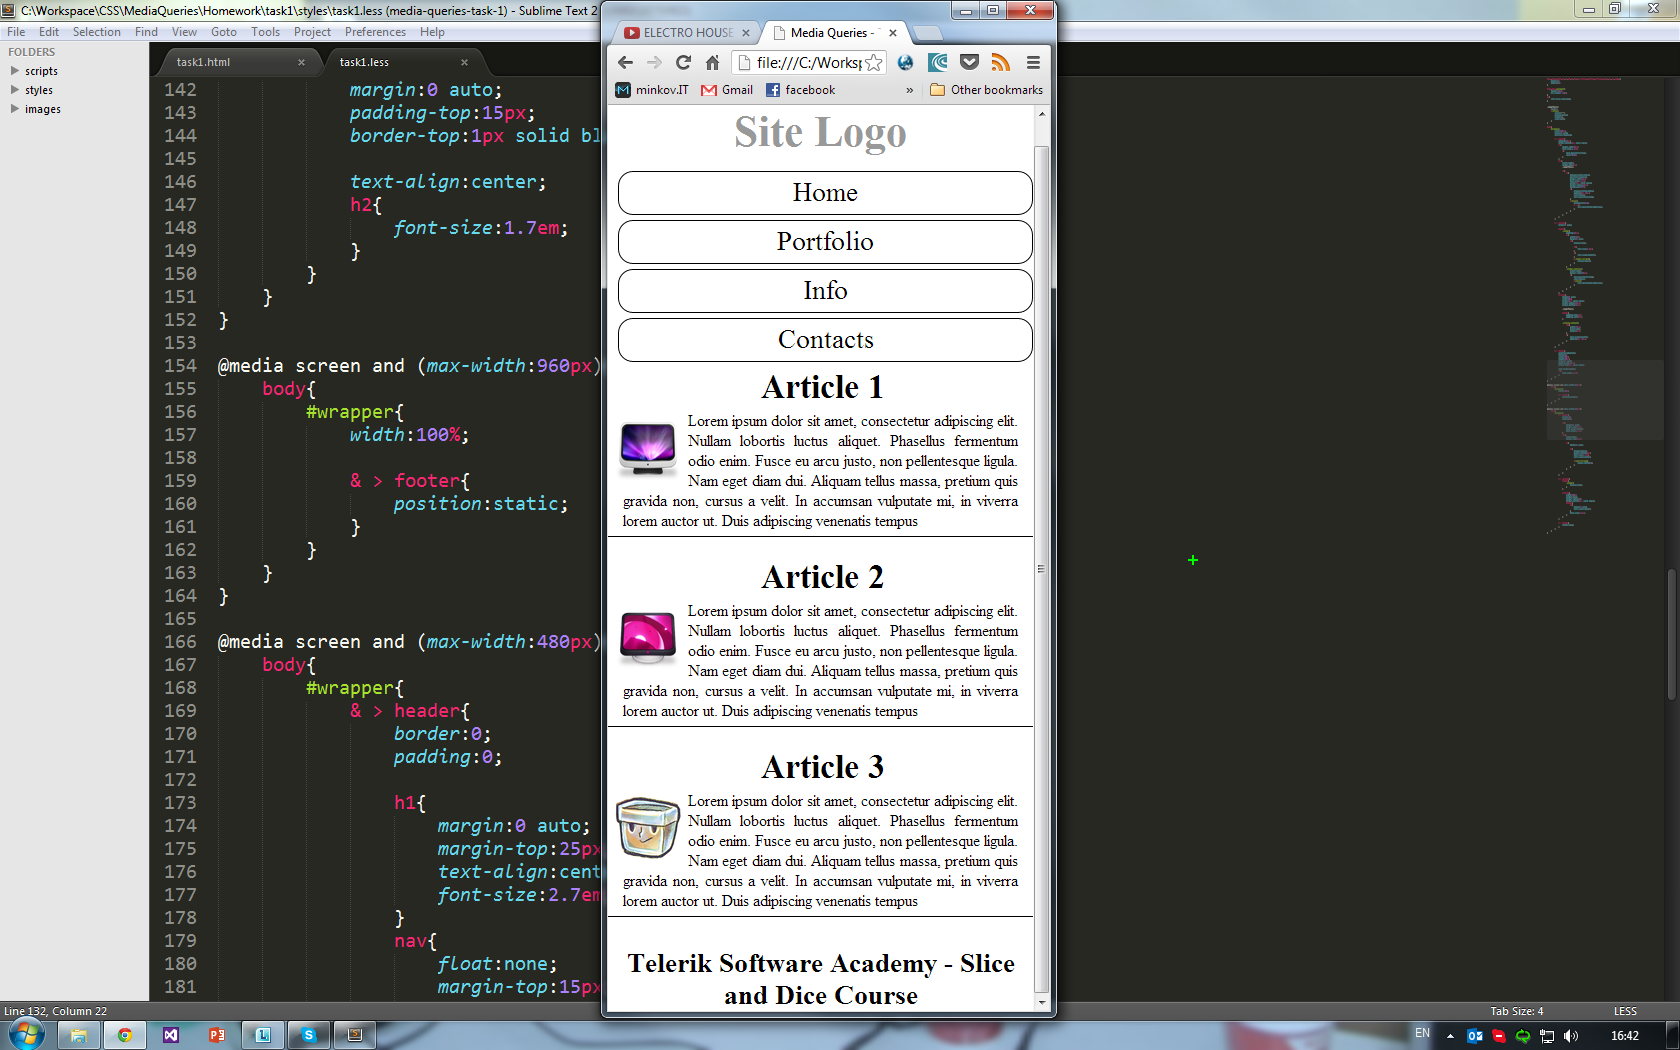 C:\Workspace\CSS\MediaQueries\Homework\task1\styles\task1.less (media-queries-task-1) - Sublime Text 2
File Edit Selection Find View Goto Tools Project Preferences Help
FOLDERS
scripts
styles
images
task1.html
task1.less
142 margin:0 auto;
143 padding-top:15px;
144 border-top:1px solid bl
145
146 text-align:center;
147 h2{
148 font-size:1.7em;
149 }
150 }
151 }
152 }
153
154 @media screen and (max-width:960px)
155 body{
156 #wrapper{
157 width:100%;
158
159 & > footer{
160 position:static;
161 }
162 }
163 }
164 }
165
166 @media screen and (max-width:480px)
167 body{
168 #wrapper{
169 & > header{
170 border:0;
171 padding:0;
172
173 h1{
174 margin:0 auto;
175 margin-top:25px
176 text-align:cent
177 font-size:2.7em
178 }
179 nav{
180 float:none;
181 margin-top:15px
ELECTRO HOUSE
Media Queries -
file:///C:/Worksp
minkov.IT Gmail facebook » Other bookmarks
Site Logo
Home
Portfolio
Info
Contacts
Article 1
Lorem ipsum dolor sit amet, consectetur adipiscing elit.
Nullam lobortis luctus aliquet. Phasellus fermentum
odio enim. Fusce eu arcu justo, non pellentesque ligula.
Nam eget diam dui. Aliquam tellus massa, pretium quis
gravida non, cursus a velit. In accumsan vulputate mi, in viverra
lorem auctor ut. Duis adipiscing venenatis tempus
Article 2
Lorem ipsum dolor sit amet, consectetur adipiscing elit.
Nullam lobortis luctus aliquet. Phasellus fermentum
odio enim. Fusce eu arcu justo, non pellentesque ligula.
Nam eget diam dui. Aliquam tellus massa, pretium quis
gravida non, cursus a velit. In accumsan vulputate mi, in viverra
lorem auctor ut. Duis adipiscing venenatis tempus
Article 3
Lorem ipsum dolor sit amet, consectetur adipiscing elit.
Nullam lobortis luctus aliquet. Phasellus fermentum
odio enim. Fusce eu arcu justo, non pellentesque ligula.
Nam eget diam dui. Aliquam tellus massa, pretium quis
gravida non, cursus a velit. In accumsan vulputate mi, in viverra
lorem auctor ut. Duis adipiscing venenatis tempus
Telerik Software Academy - Slice
and Dice Course
Line 132, Column 22
Tab Size: 4
LESS
EN
16:42